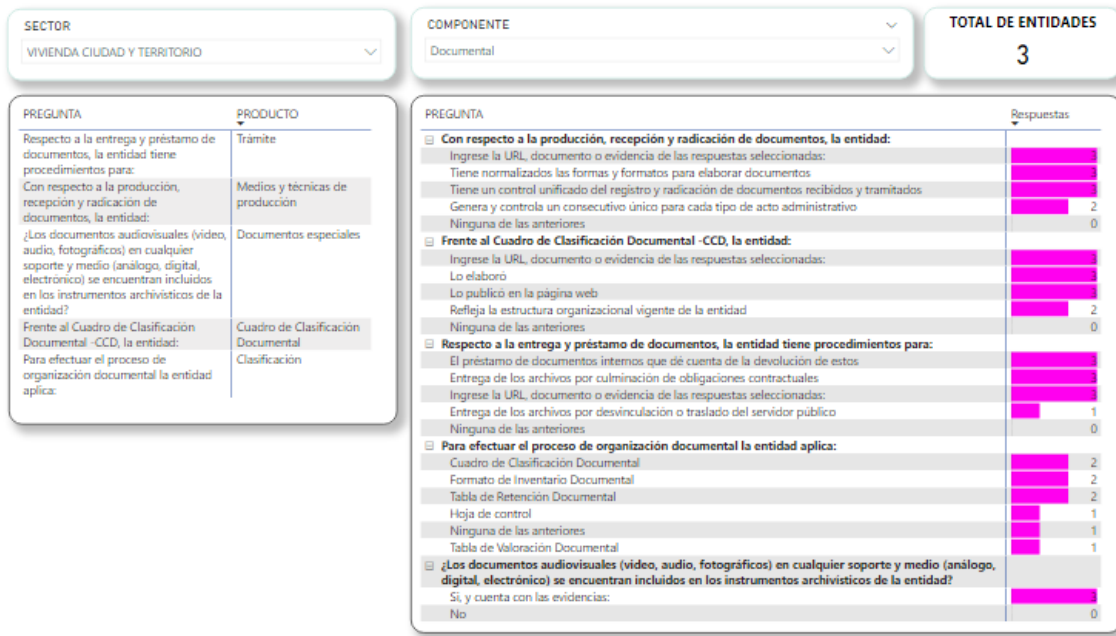 SECTOR
VIVIENDA CIUDAD Y TERRITORIO
COMPONENTE
Documental
TOTAL DE ENTIDADES
3
PREGUNTA PRODUCTO
Respecto a la entrega y préstamo de Trámite
documentos, la entidad tiene
procedimientos para:
Con respecto a la producción, Medios y técnicas de
recepción y radicación de producción
documentos, la entidad:
¿Los documentos audiovisuales (video, Documentos especiales
audio, fotográficos) en cualquier
soporte y medio (análogo, digital,
electrónico) se encuentran incluidos
en los instrumentos archivísticos de la
entidad?
Frente al Cuadro de Clasificación Cuadro de Clasificación
Documental -CCD, la entidad: Documental
Para efectuar el proceso de Clasificación
organización documental la entidad
aplica:
PREGUNTA Respuestas
Con respecto a la producción, recepción y radicación de documentos, la entidad:
Ingrese la URL, documento o evidencia de las respuestas seleccionadas: 3
Tiene normalizados las formas y formatos para elaborar documentos 3
Tiene un control unificado del registro y radicación de documentos recibidos y tramitados 3
Genera y controla un consecutivo único para cada tipo de acto administrativo 2
Ninguna de las anteriores 0
Frente al Cuadro de Clasificación Documental -CCD, la entidad:
Ingrese la URL, documento o evidencia de las respuestas seleccionadas: 3
Lo elaboró 3
Lo publicó en la página web 3
Refleja la estructura organizacional vigente de la entidad 2
Ninguna de las anteriores 0
Respecto a la entrega y préstamo de documentos, la entidad tiene procedimientos para:
El préstamo de documentos internos que dé cuenta de la devolución de estos 3
Entrega de los archivos por culminación de obligaciones contractuales 3
Ingrese la URL, documento o evidencia de las respuestas seleccionadas: 3
Entrega de los archivos por desvinculación o traslado del servidor público 1
Ninguna de las anteriores 0
Para efectuar el proceso de organización documental la entidad aplica:
Cuadro de Clasificación Documental 2
Formato de Inventario Documental 2
Tabla de Retención Documental 2
Hoja de control 1
Ninguna de las anteriores 1
Tabla de Valoración Documental 1
¿Los documentos audiovisuales (video, audio, fotográficos) en cualquier soporte y medio (análogo,
digital, electrónico) se encuentran incluidos en los instrumentos archivísticos de la entidad?
Si, y cuenta con las evidencias: 3
No 0